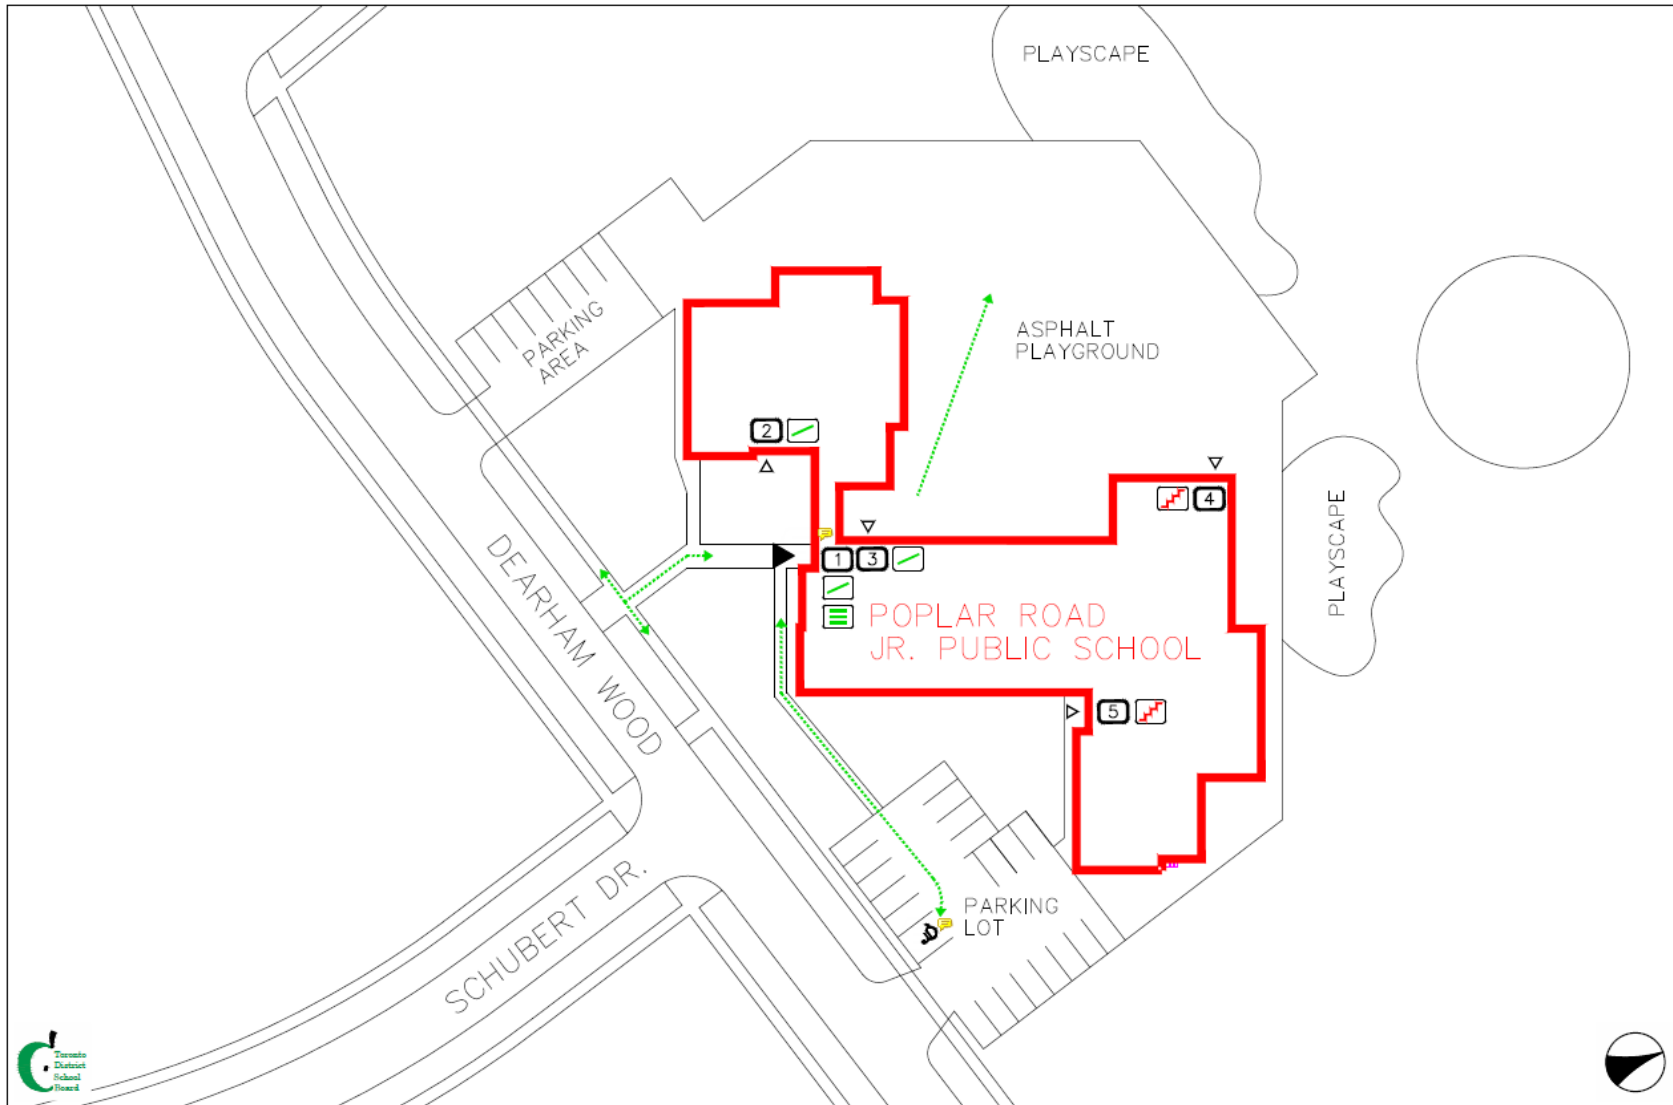 PLAYSCAPE
PARKING
AREA
ASPHALT
PLAYGROUND
2
4
PLAYSCAPE
1
3
POPLAR ROAD
JR. PUBLIC SCHOOL
DEARHAM WOOD
5
SCHUBERT DR.
PARKING
LOT
Toronto
District
School
Board